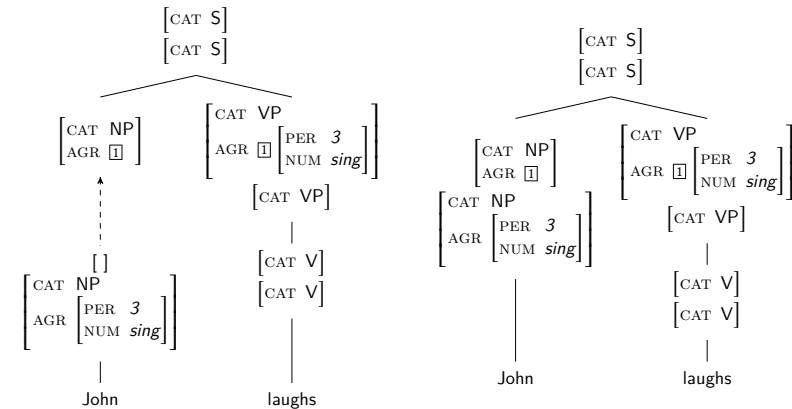 [CAT S]
[CAT S]
[CAT NP
AGR 1]
[CAT VP
AGR 1 [PER 3
NUM sing]]
[CAT VP]
[CAT V]
[CAT V]
[ ]
[CAT NP
AGR [PER 3
NUM sing]]
John
laughs
[CAT S]
[CAT S]
[CAT NP
AGR 1]
[CAT NP
AGR [PER 3
NUM sing]]
[CAT VP
AGR 1 [PER 3
NUM sing]]
[CAT VP]
[CAT V]
[CAT V]
John
laughs